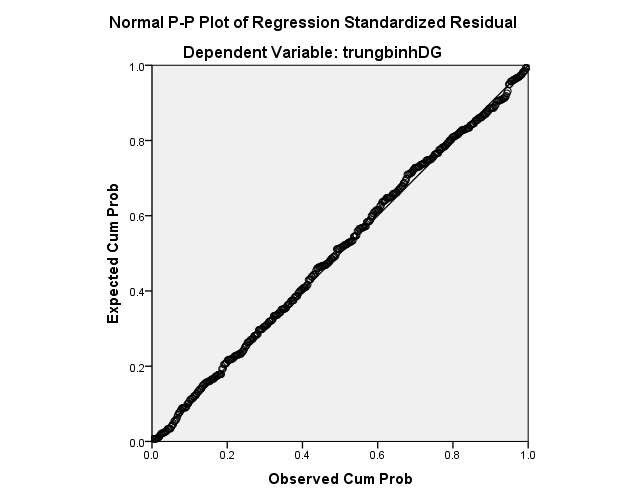 Normal P-P Plot of Regression Standardized Residual
Dependent Variable: trungbinhDG
1.0
0.8
0.6
0.4
0.2
0.0
Expected Cum Prob
0.0 0.2 0.4 0.6 0.8 1.0
Observed Cum Prob